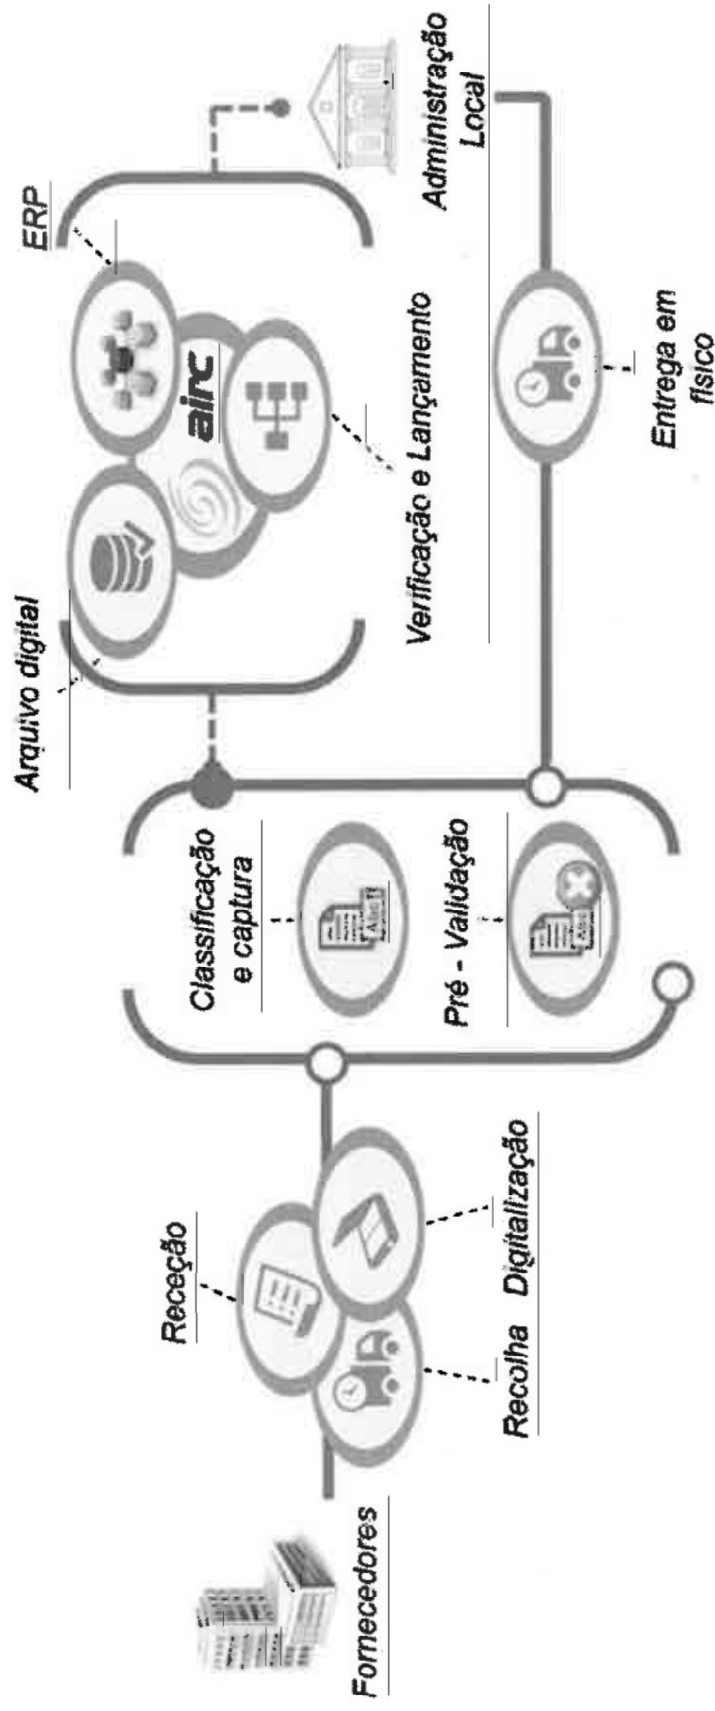 Fornecedores
Receção
Recolha
Digitalização
Classificação
e captura
Pré - Validação
Arquivo digital
ERP
airc
Verificação e Lançamento
Administração
Local
Entrega em
físico